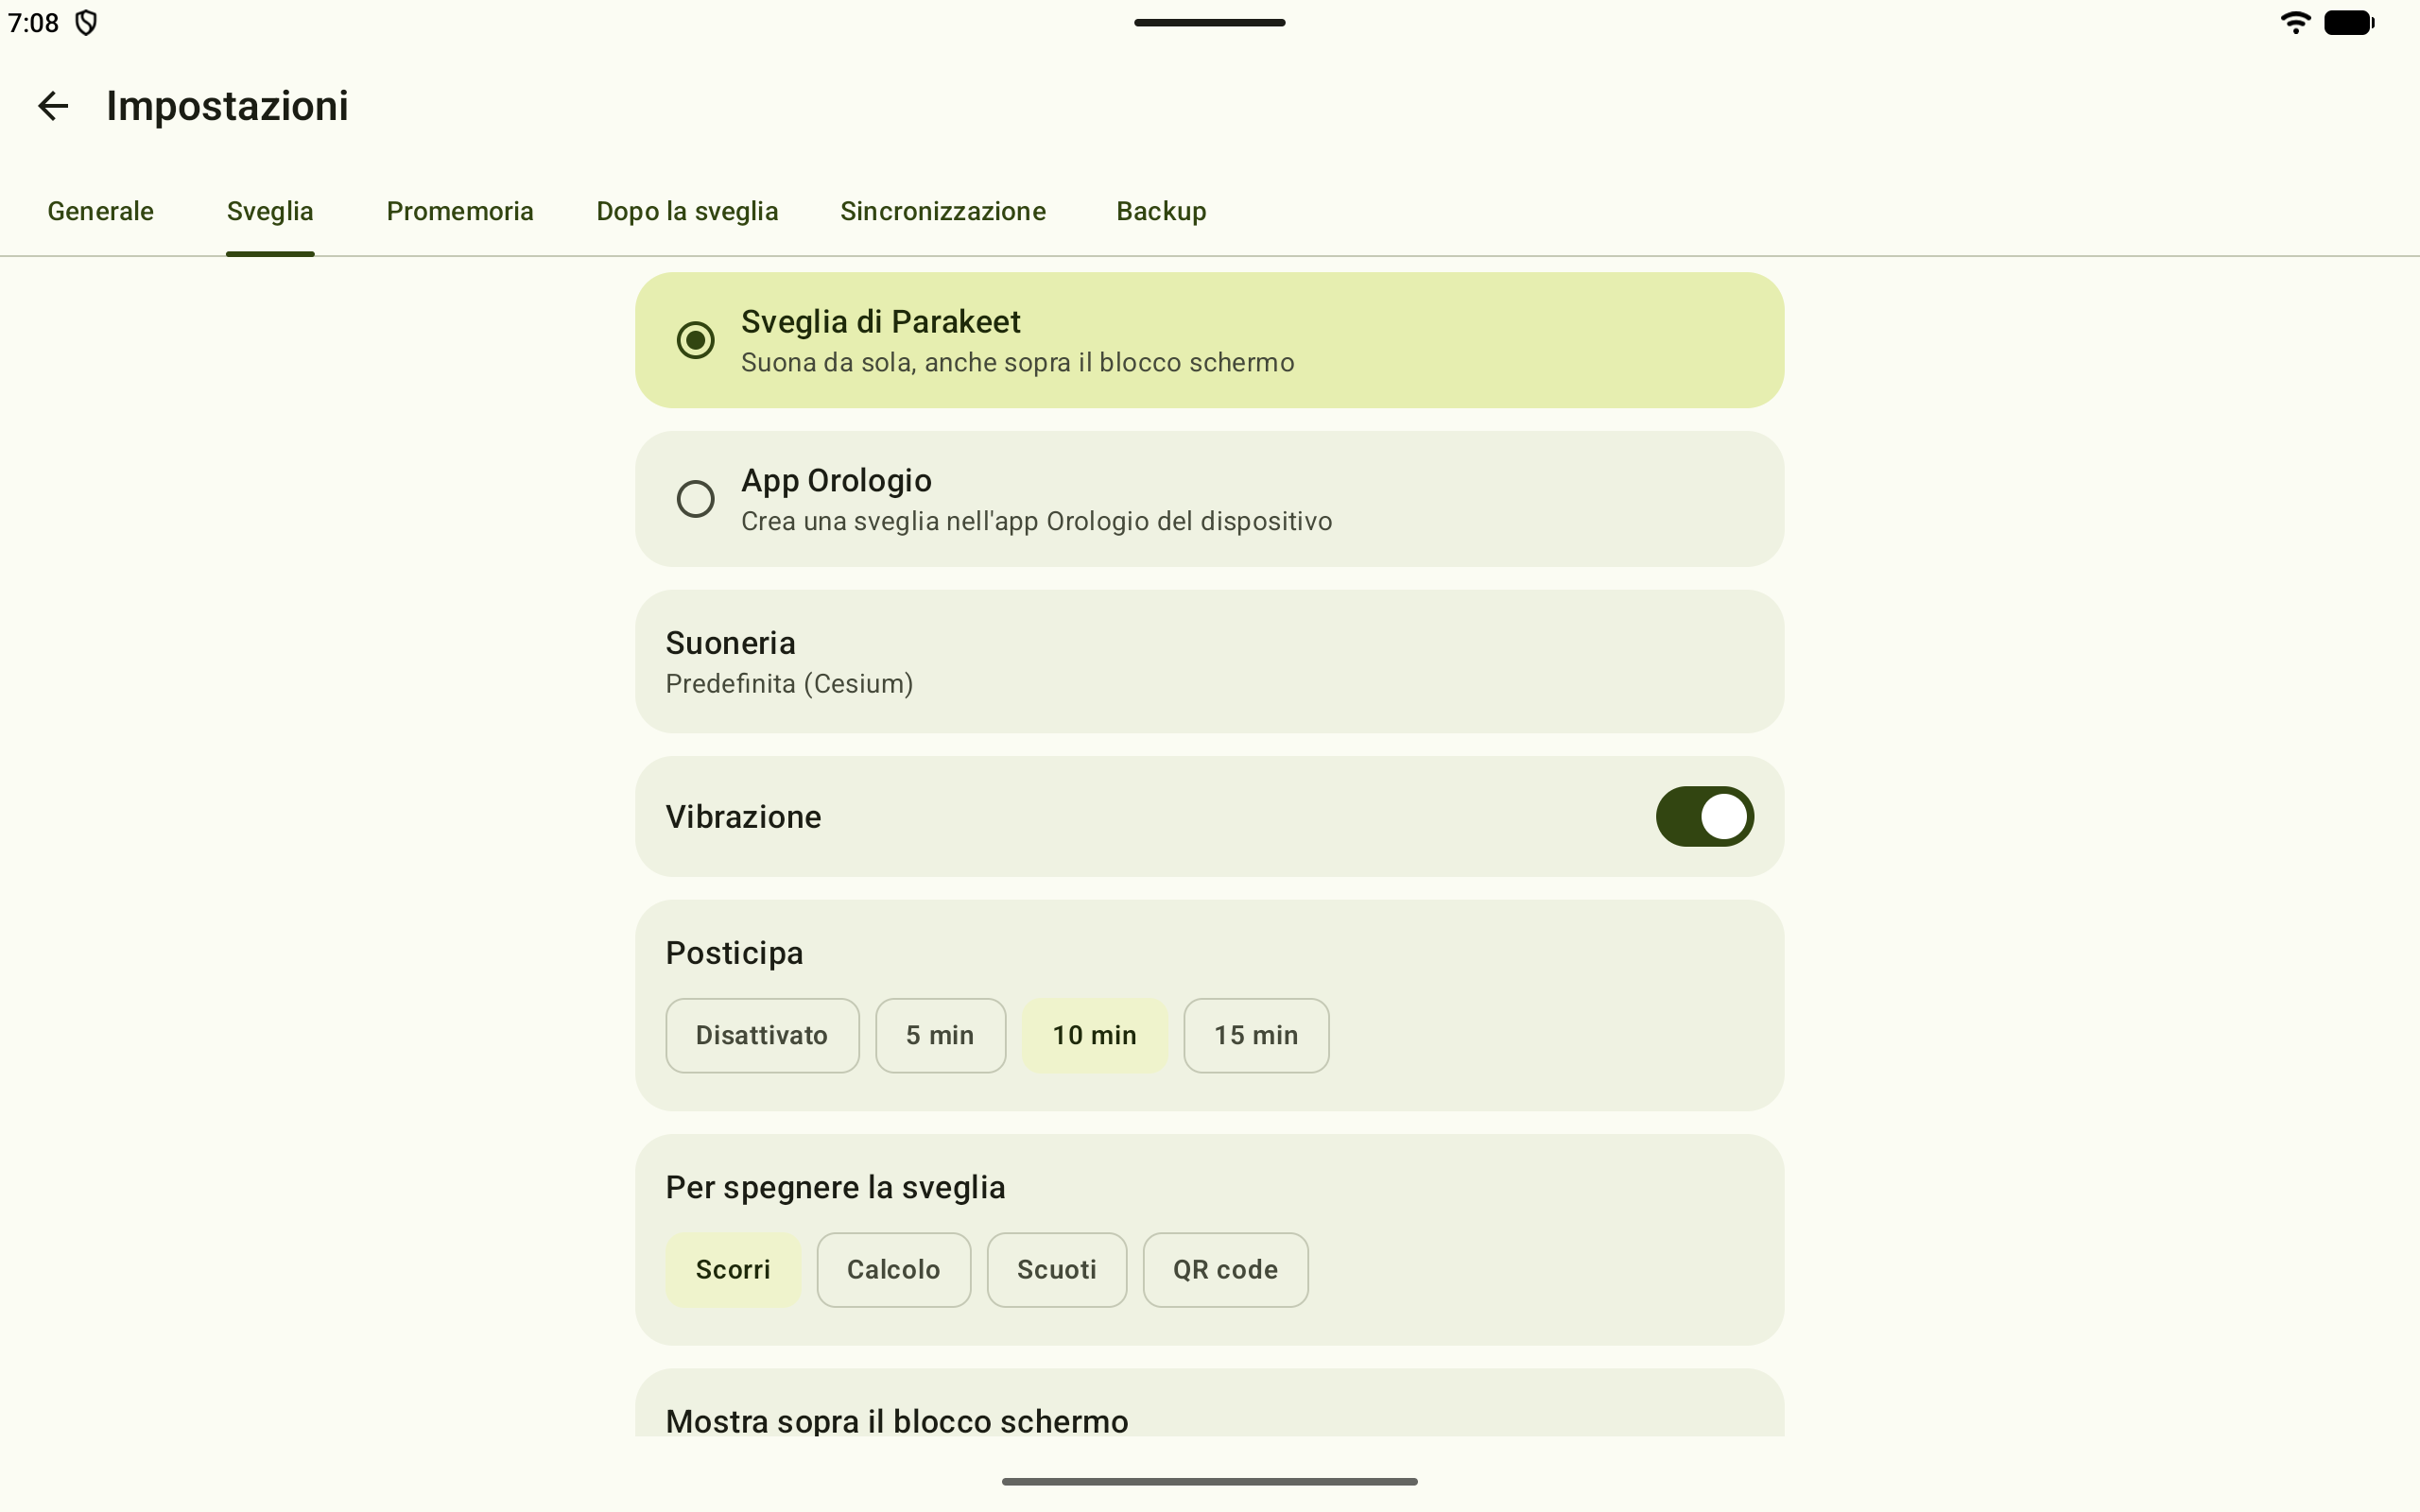 7:08
Impostazioni
Generale
Sveglia
Promemoria
Dopo la sveglia
Sincronizzazione
Backup
Sveglia di Parakeet
Suona da sola, anche sopra il blocco schermo
App Orologio
Crea una sveglia nell'app Orologio del dispositivo
Suoneria
Predefinita (Cesium)
Vibrazione
Posticipa
Disattivato
5 min
10 min
15 min
Per spegnere la sveglia
Scorri
Calcolo
Scuoti
QR code
Mostra sopra il blocco schermo